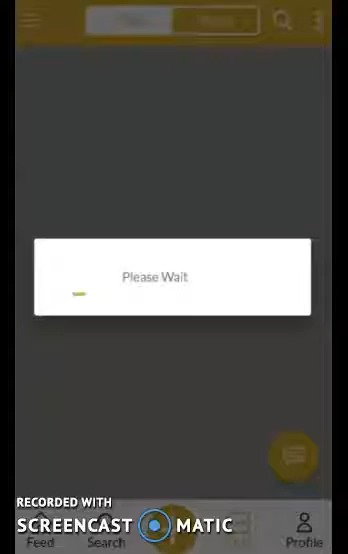 Please Wait
RECORDED WITH
SCREENCAST MATIC
Feed
Search
Profile